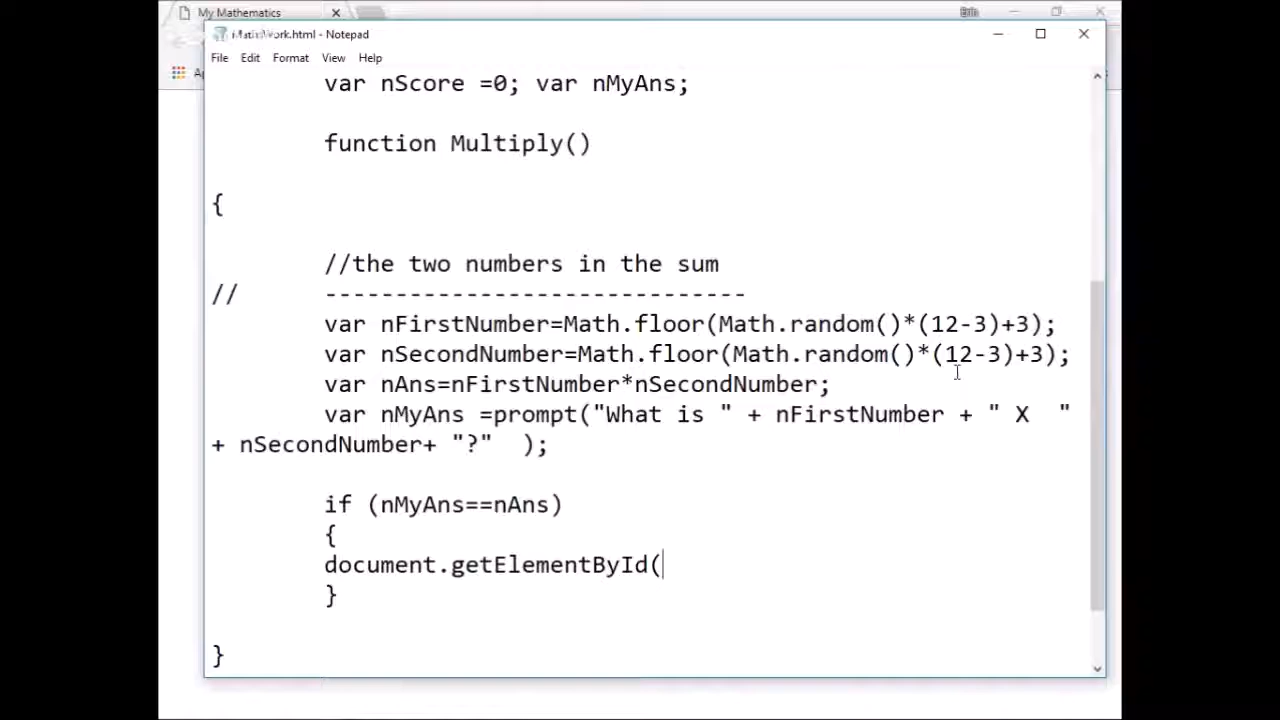 My Mathematics
MathsWork.html - Notepad
File Edit Format View Help
var nScore =0; var nMyAns;
function Multiply()
{
//the two numbers in the sum
// ------------------------------
var nFirstNumber=Math.floor(Math.random()*(12-3)+3);
var nSecondNumber=Math.floor(Math.random()*(12-3)+3);
var nAns=nFirstNumber*nSecondNumber;
var nMyAns =prompt("What is " + nFirstNumber + " X  "
+ nSecondNumber+ "?"  );
if (nMyAns==nAns)
{
document.getElementById(
}
}